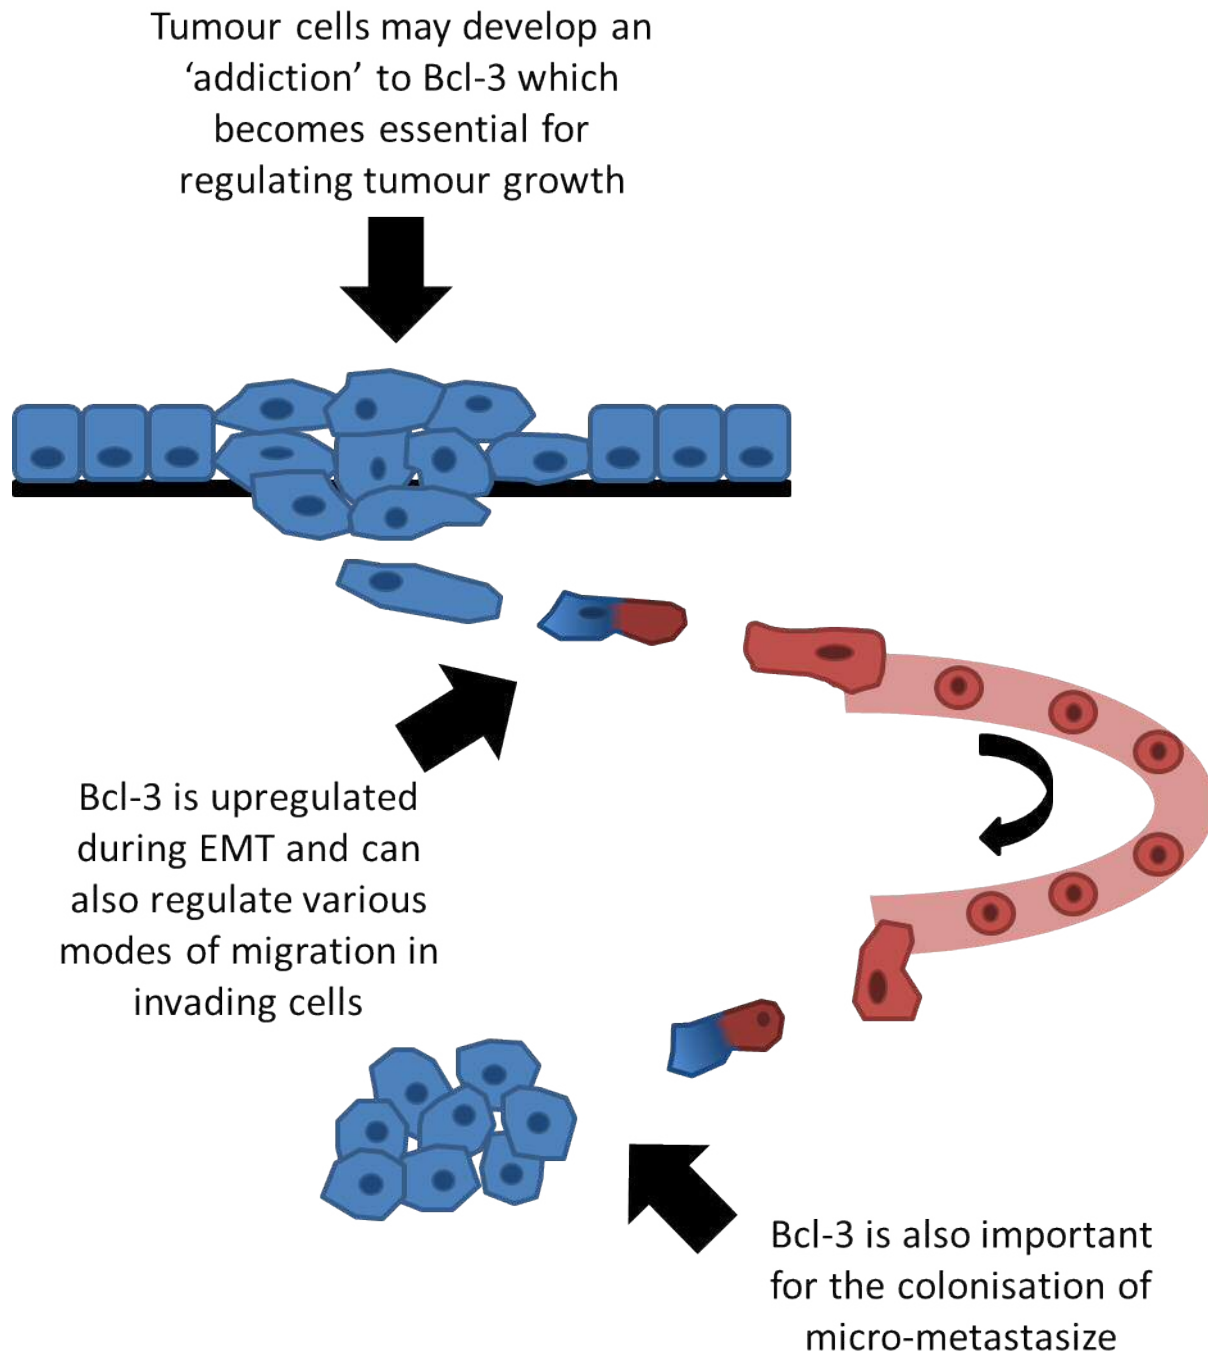 Tumour cells may develop an
‘addiction’ to Bcl-3 which
becomes essential for
regulating tumour growth
Bcl-3 is upregulated
during EMT and can
also regulate various
modes of migration in
invading cells
Bcl-3 is also important
for the colonisation of
micro-metastasize